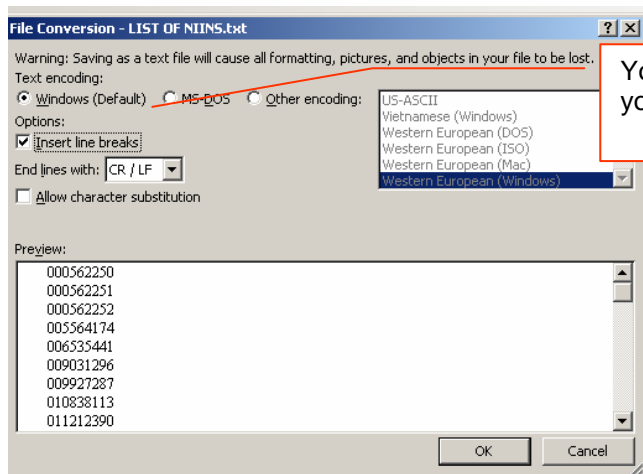 File Conversion - LIST OF NIINS.txt
Warning: Saving as a text file will cause all formatting, pictures, and objects in your file to be lost.
Text encoding:
Windows (Default) MS-DOS Other encoding:
US-ASCII
Vietnamese (Windows)
Western European (DOS)
Western European (ISO)
Western European (Mac)
Western European (Windows)
Options:
Insert line breaks
End lines with: CR / LF
Allow character substitution
Preview:
000562250
000562251
000562252
005564174
006535441
009031296
009927287
010838113
011212390
OK Cancel